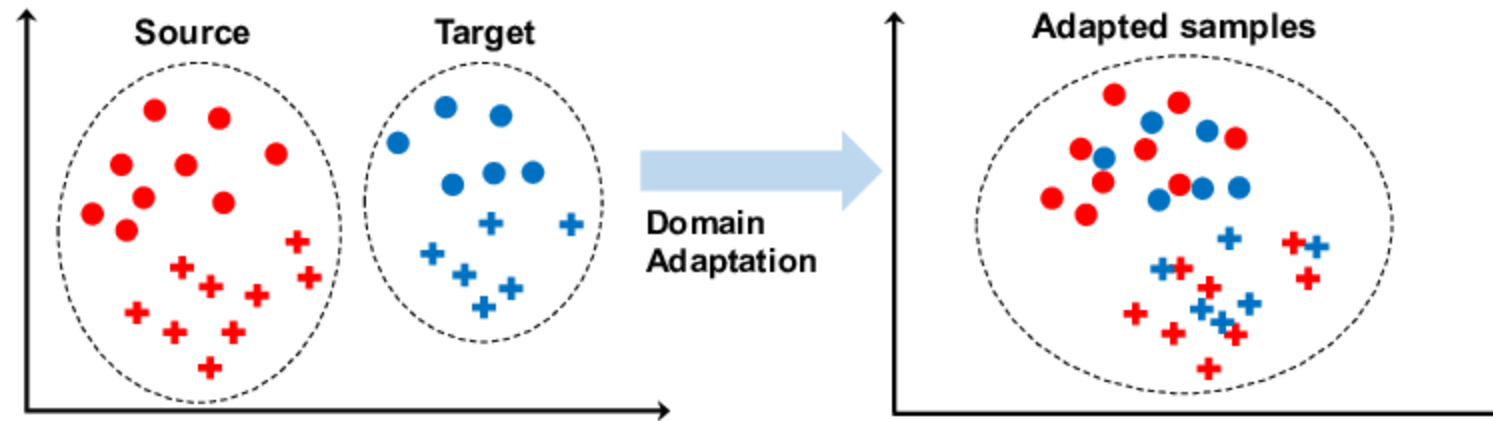 Source
Target
Domain
Adaptation
Adapted samples